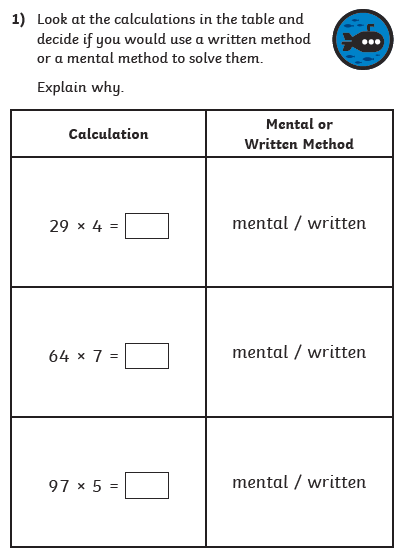 1) Look at the calculations in the table and
decide if you would use a written method
or a mental method to solve them.
Explain why.
Calculation
Mental or
Written Method
29 × 4 =
mental / written
64 × 7 =
mental / written
97 × 5 =
mental / written